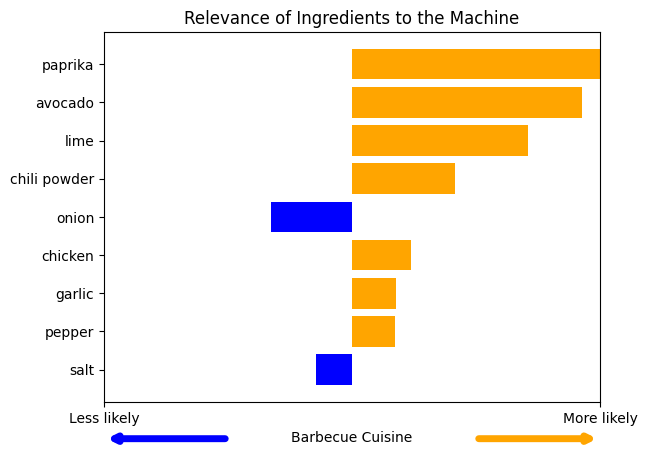 Relevance of Ingredients to the Machine
paprika
avocado
lime
chili powder
onion
chicken
garlic
pepper
salt
Less likely More likely
Barbecue Cuisine